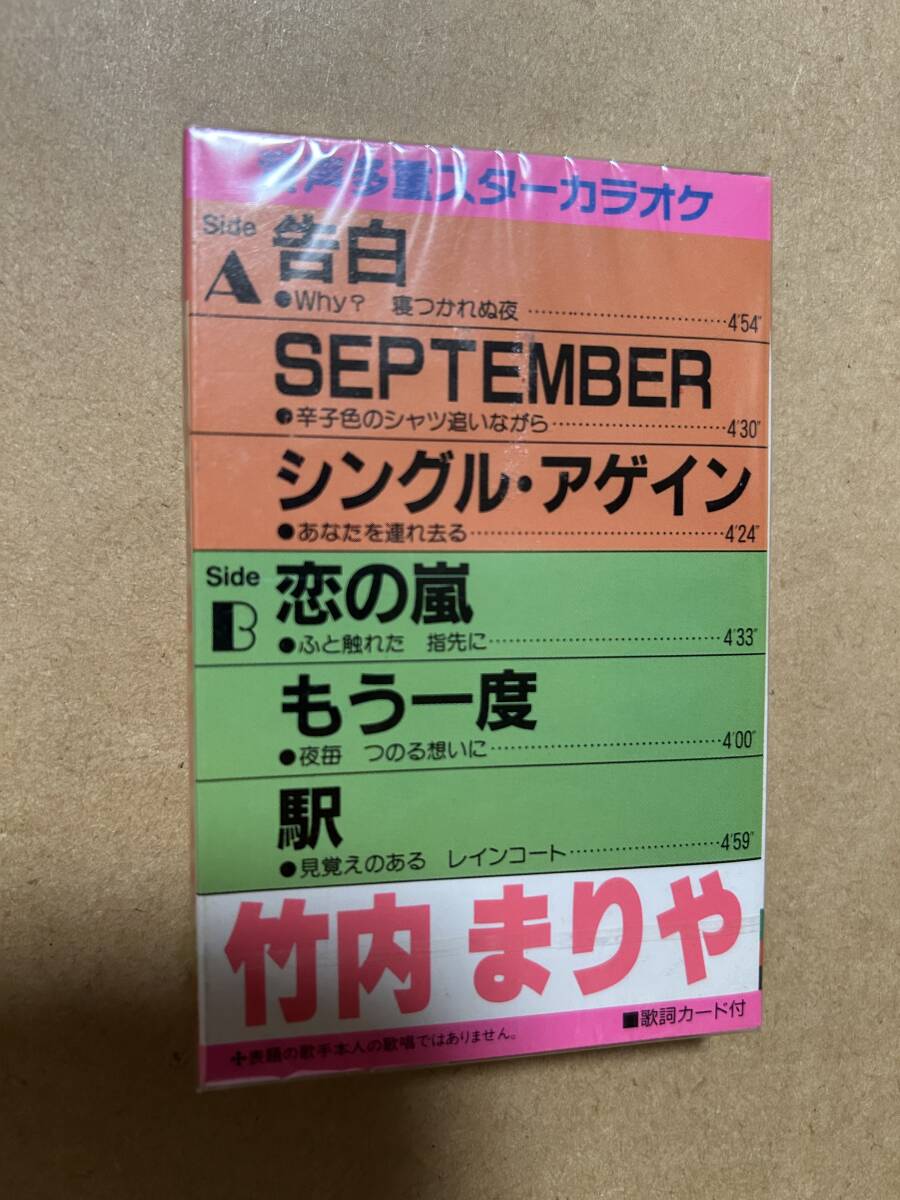 声多重スターカラオケ
Side A
告白
●Why? 寝つかれぬ夜 4'54"
SEPTEMBER
●辛子色のシャツ追いながら 4'30"
シングル・アゲイン
●あなたを連れ去る 4'24"
Side B
恋の嵐
●ふと触れた 指先に 4'33"
もう一度
●夜毎 つのる想いに 4'00"
駅
●見覚えのある レインコート 4'59"
竹内 まりや
■歌詞カード付
✚表題の歌手本人の歌唱ではありません。